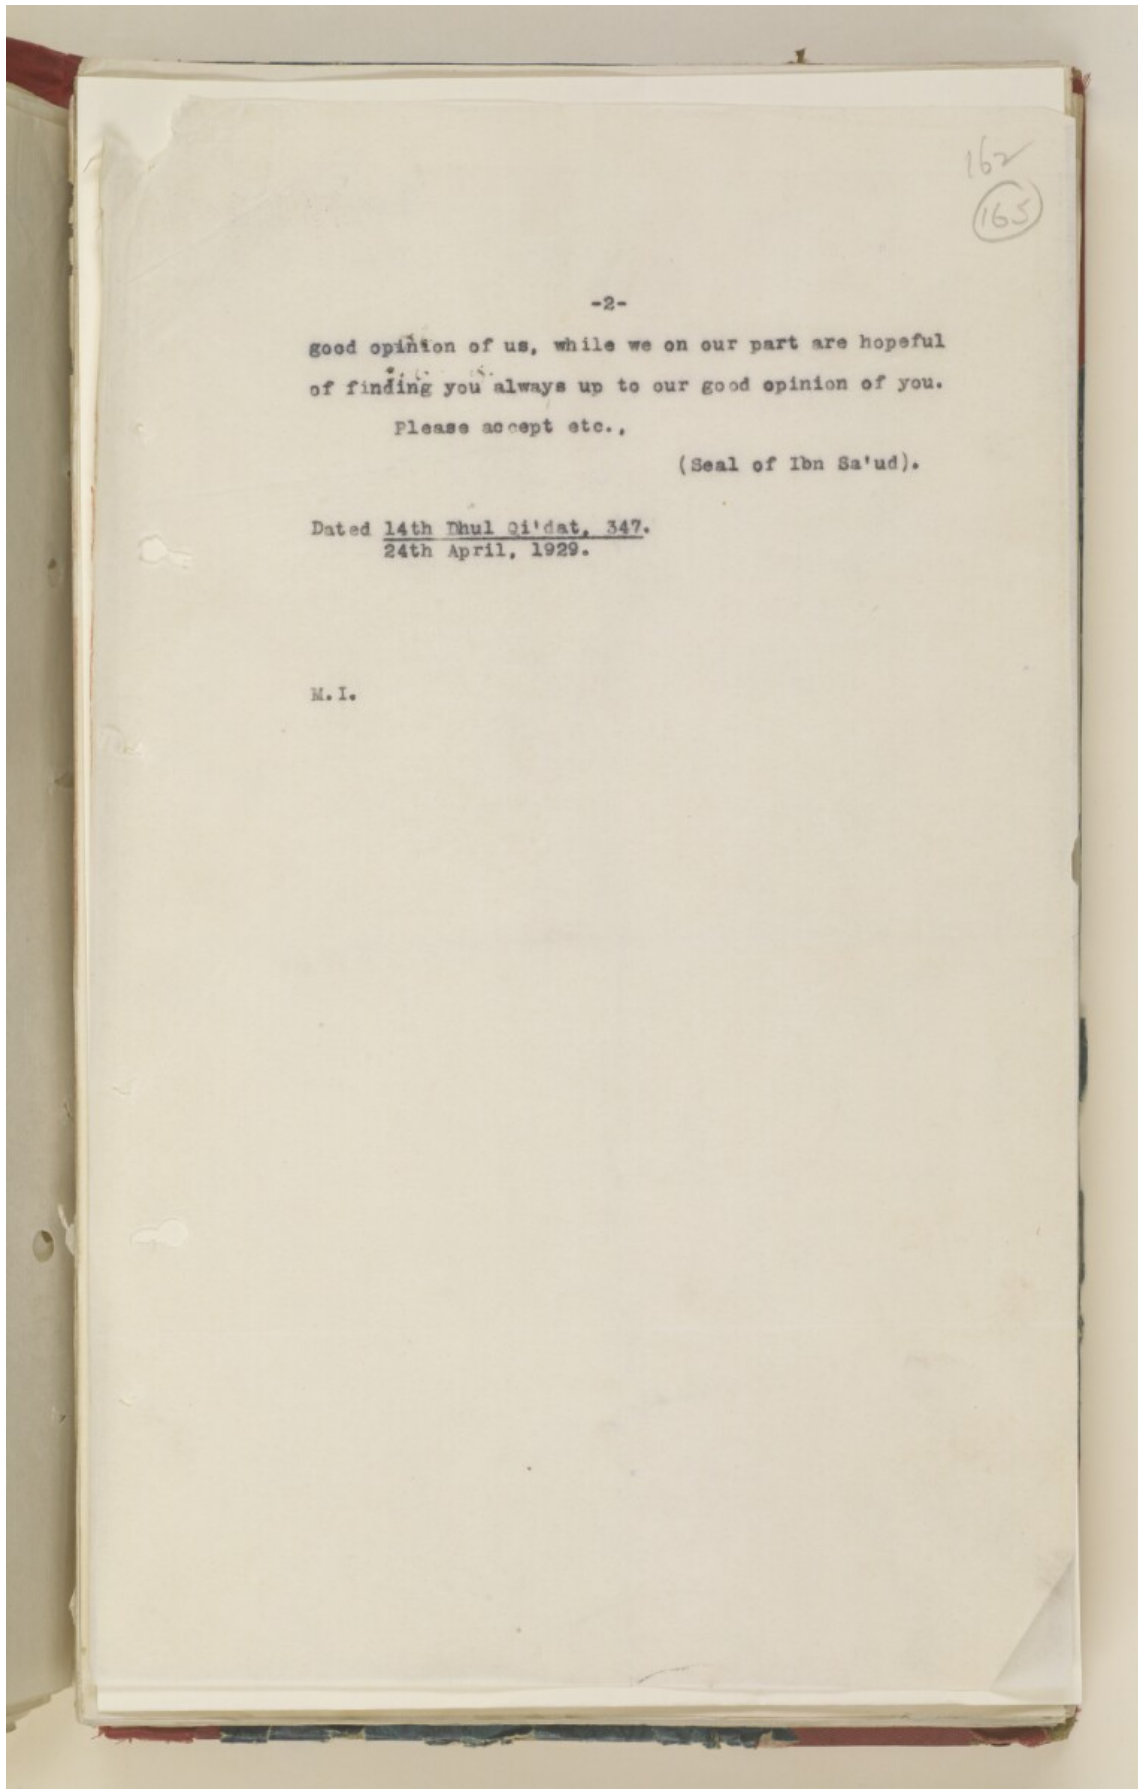 162
165
-2-
good opinion of us, while we on our part are hopeful
of finding you always up to our good opinion of you.
Please accept etc.,
(Seal of Ibn Sa'ud).
Dated 14th Dhul Qi'dat, 347.
24th April, 1929.
M.I.